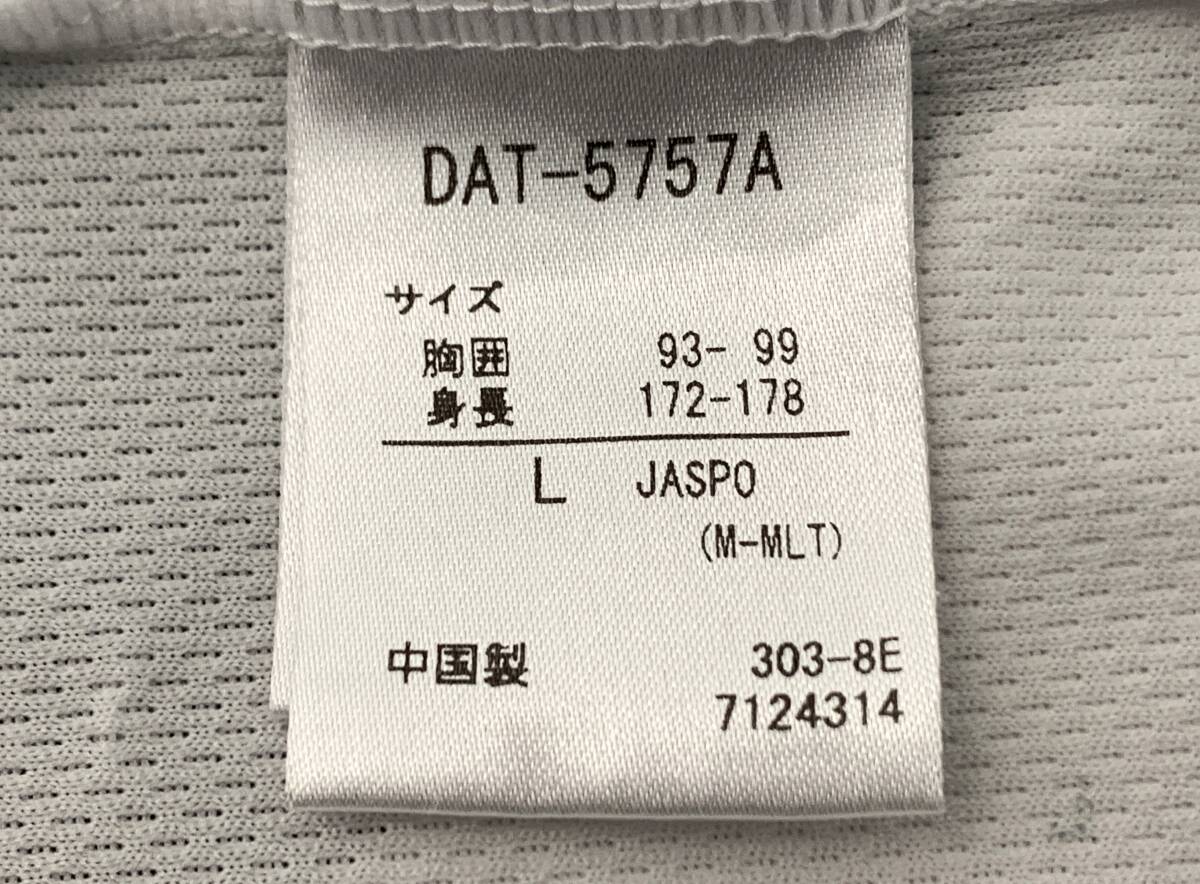 DAT-5757A
サイズ
胸囲 93- 99
身長 172-178
L JASPO
(M-MLT)
中国製 303-8E
7124314